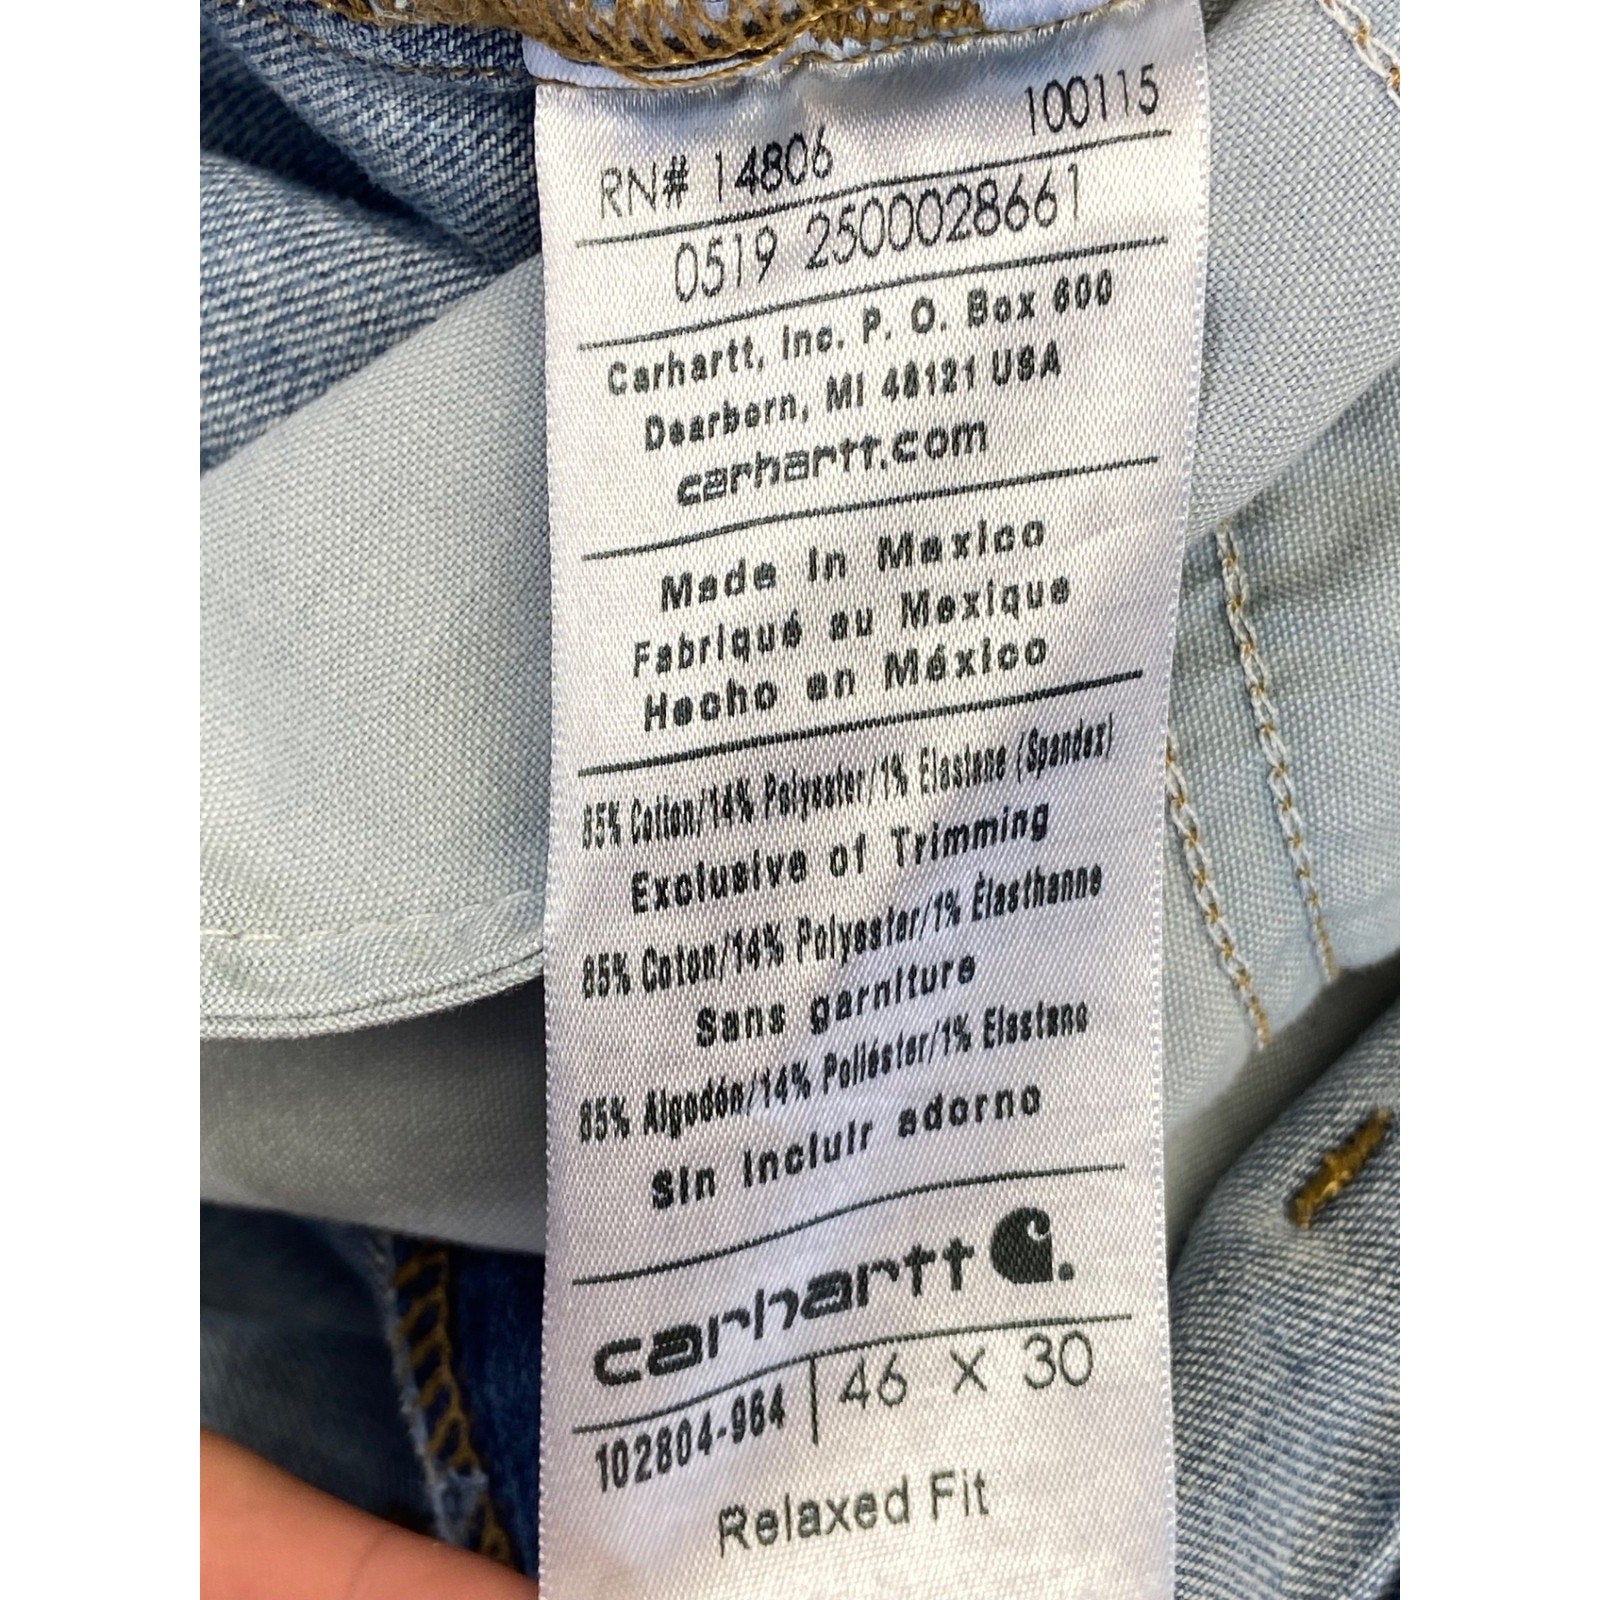 RN# 14806 100115
0519 2500028661
Carhartt, Inc. P. O. Box 600
Dearborn, MI 48121 USA
carhartt.com
Made in Mexico
Fabriqué au Mexique
Hecho en México
85% Cotton/14% Polyester/1% Elastane (Spandex)
Exclusive of Trimming
85% Coton/14% Polyester/1% Élasthanne
Sans garniture
85% Algodón/14% Poliéster/1% Elastano
Sin incluir adorno
carhartt
102804-964 46 X 30
Relaxed Fit